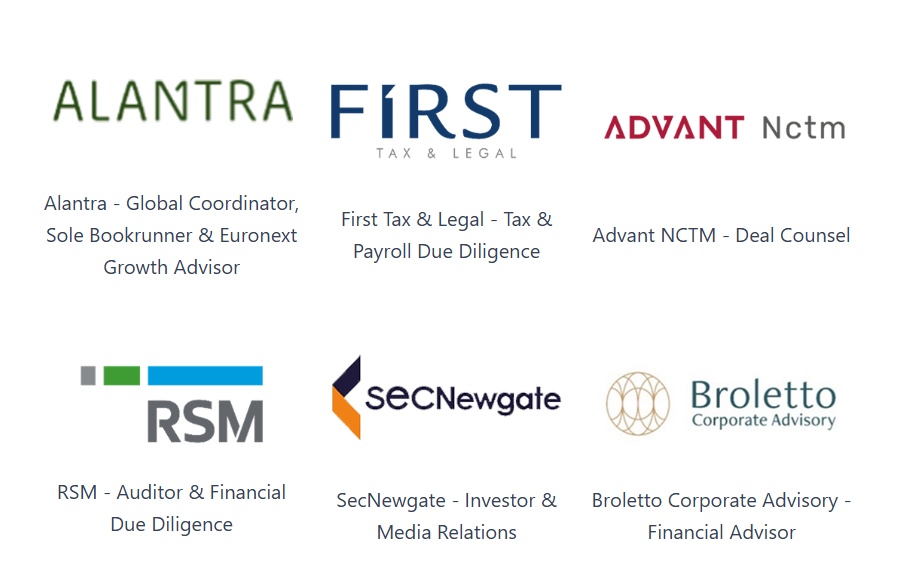 ALANTRA
FiRST
TAX & LEGAL
ADVANT Nctm
Alantra - Global Coordinator,
Sole Bookrunner & Euronext
Growth Advisor
First Tax & Legal - Tax &
Payroll Due Diligence
Advant NCTM - Deal Counsel
RSM
secNewgate
Broletto
Corporate Advisory
RSM - Auditor & Financial
Due Diligence
SecNewgate - Investor &
Media Relations
Broletto Corporate Advisory -
Financial Advisor